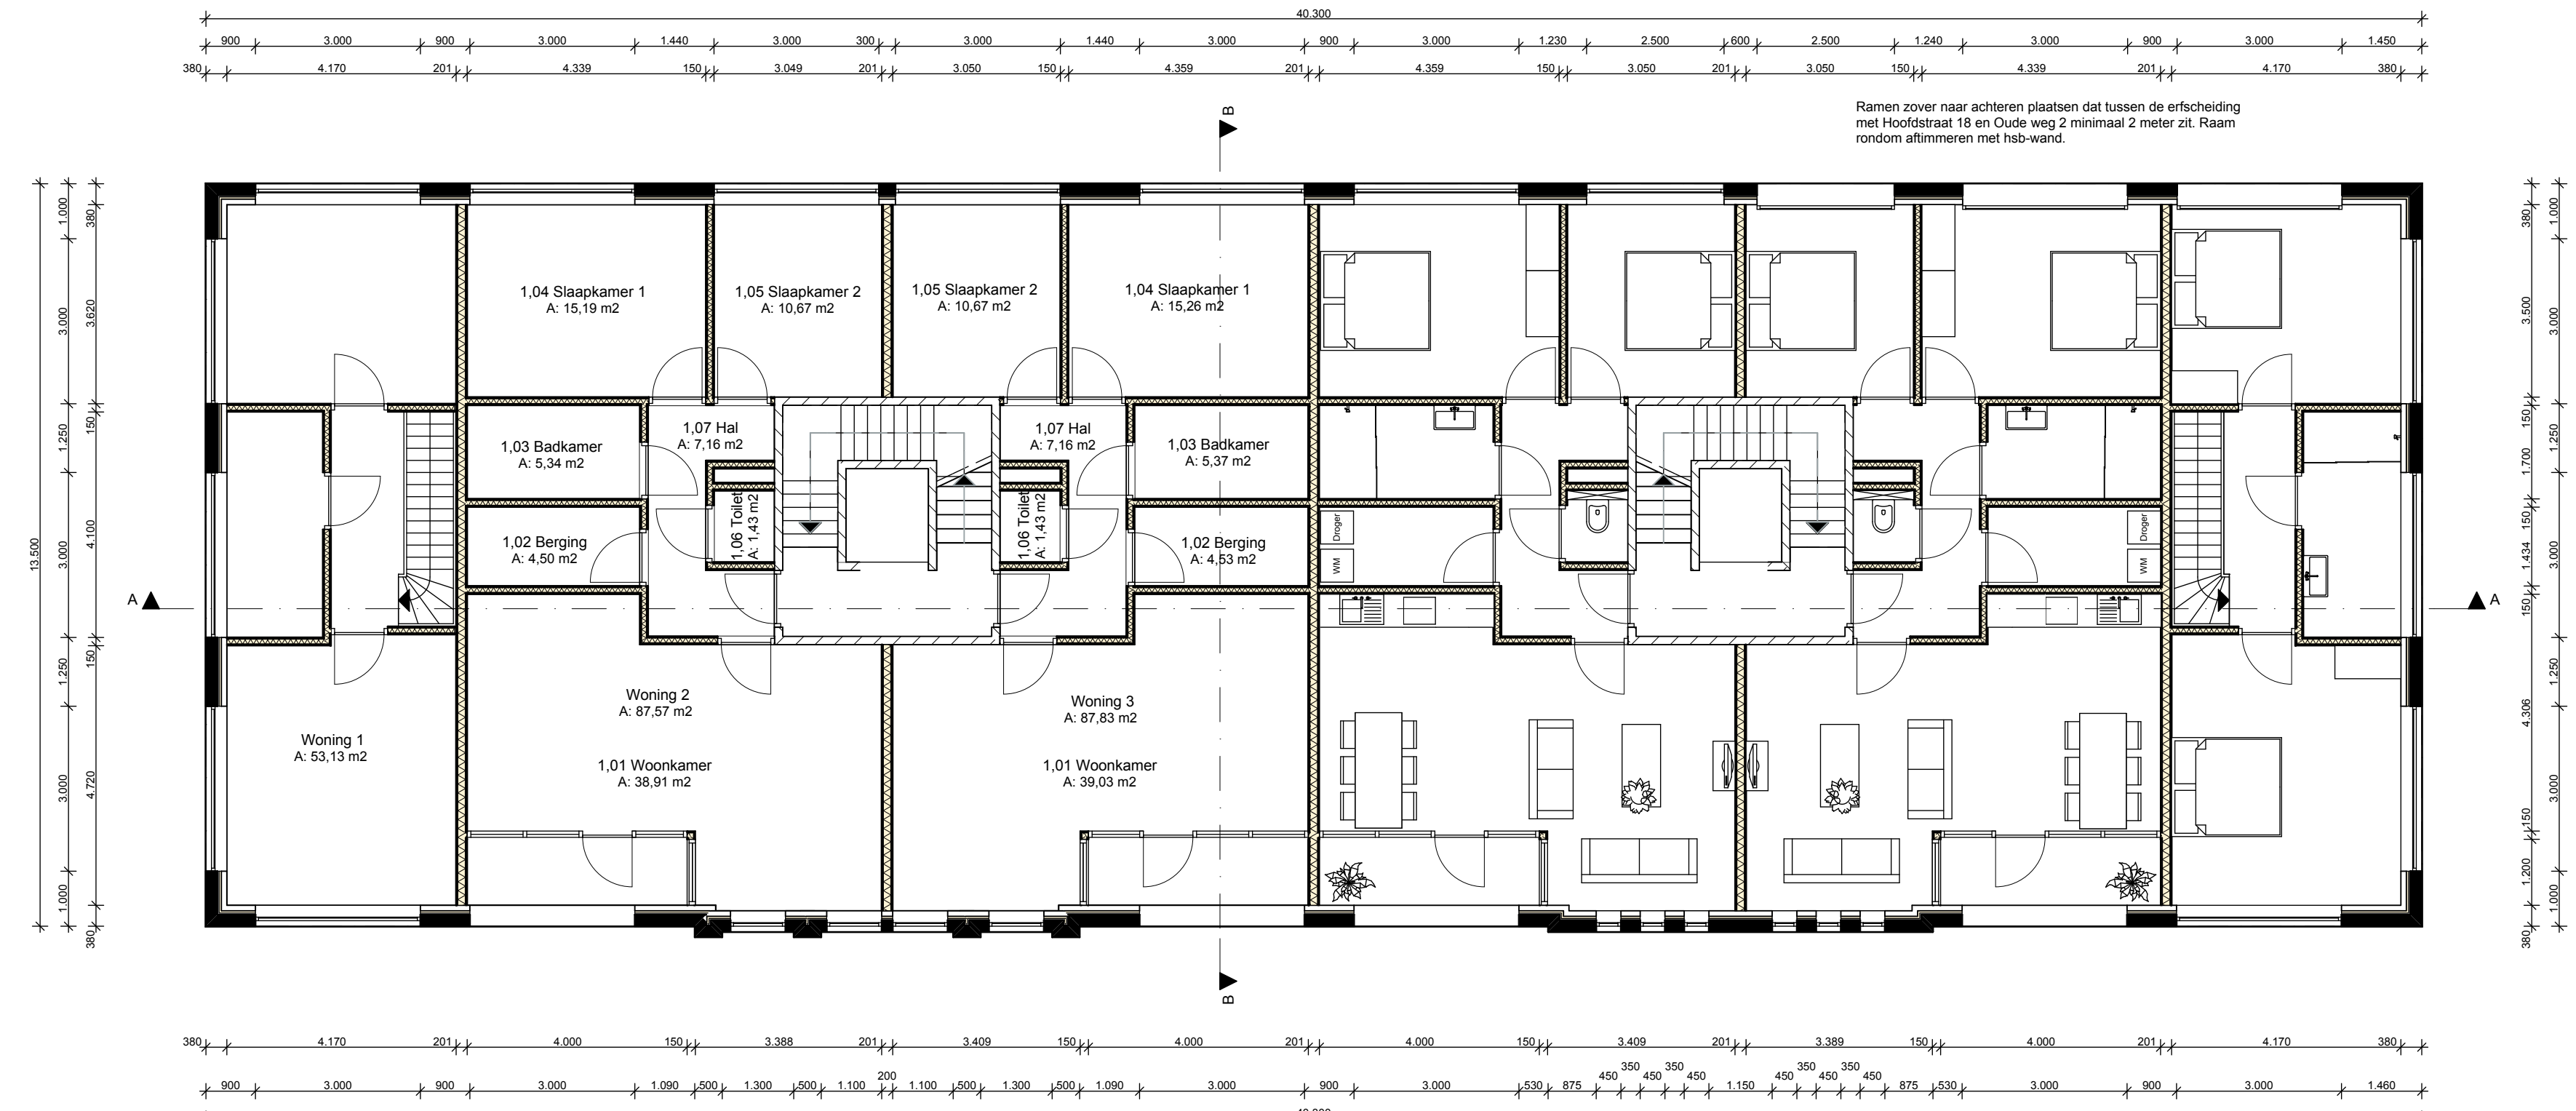 40.300
900 3.000 900 3.000 1.440 3.000 300 3.000 1.440 3.000 900 3.000 1.230 2.500 600 2.500 1.240 3.000 900 3.000 1.450
380 4.170 201 4.339 150 3.049 201 3.050 150 4.359 201 4.359 150 3.050 201 3.050 150 4.339 201 4.170 380
Ramen zover naar achteren plaatsen dat tussen de erfscheiding
met Hoofdstraat 18 en Oude weg 2 minimaal 2 meter zit. Raam
rondom aftimmeren met hsb-wand.
B
13.500
1.000 3.000 1.250 3.000 1.250 3.000 1.000
380 3.620 150 4.100 150 4.720 380
1,04 Slaapkamer 1
A: 15,19 m2
1,05 Slaapkamer 2
A: 10,67 m2
1,05 Slaapkamer 2
A: 10,67 m2
1,04 Slaapkamer 1
A: 15,26 m2
1,03 Badkamer
A: 5,34 m2
1,07 Hal
A: 7,16 m2
1,07 Hal
A: 7,16 m2
1,03 Badkamer
A: 5,37 m2
1,02 Berging
A: 4,50 m2
1,06 Toilet
A: 1,43 m2
1,06 Toilet
A: 1,43 m2
1,02 Berging
A: 4,53 m2
Droger
WM
Droger
WM
A
A
Woning 1
A: 53,13 m2
Woning 2
A: 87,57 m2
1,01 Woonkamer
A: 38,91 m2
Woning 3
A: 87,83 m2
1,01 Woonkamer
A: 39,03 m2
380 3.500 150 1.700 150 1.434 150 4.306 150 1.200 380
1.000 3.000 1.250 3.000 1.250 3.000 1.000
B
380 4.170 201 4.000 150 3.388 201 3.409 150 4.000 201 4.000 150 3.409 201 3.389 150 4.000 201 4.170 380
900 3.000 900 3.000 1.090 500 1.300 500 1.100 200 1.100 500 1.300 500 1.090 3.000 900 3.000 530 875 450 350 450 350 450 1.150 450 350 450 350 450 875 530 3.000 900 3.000 1.460